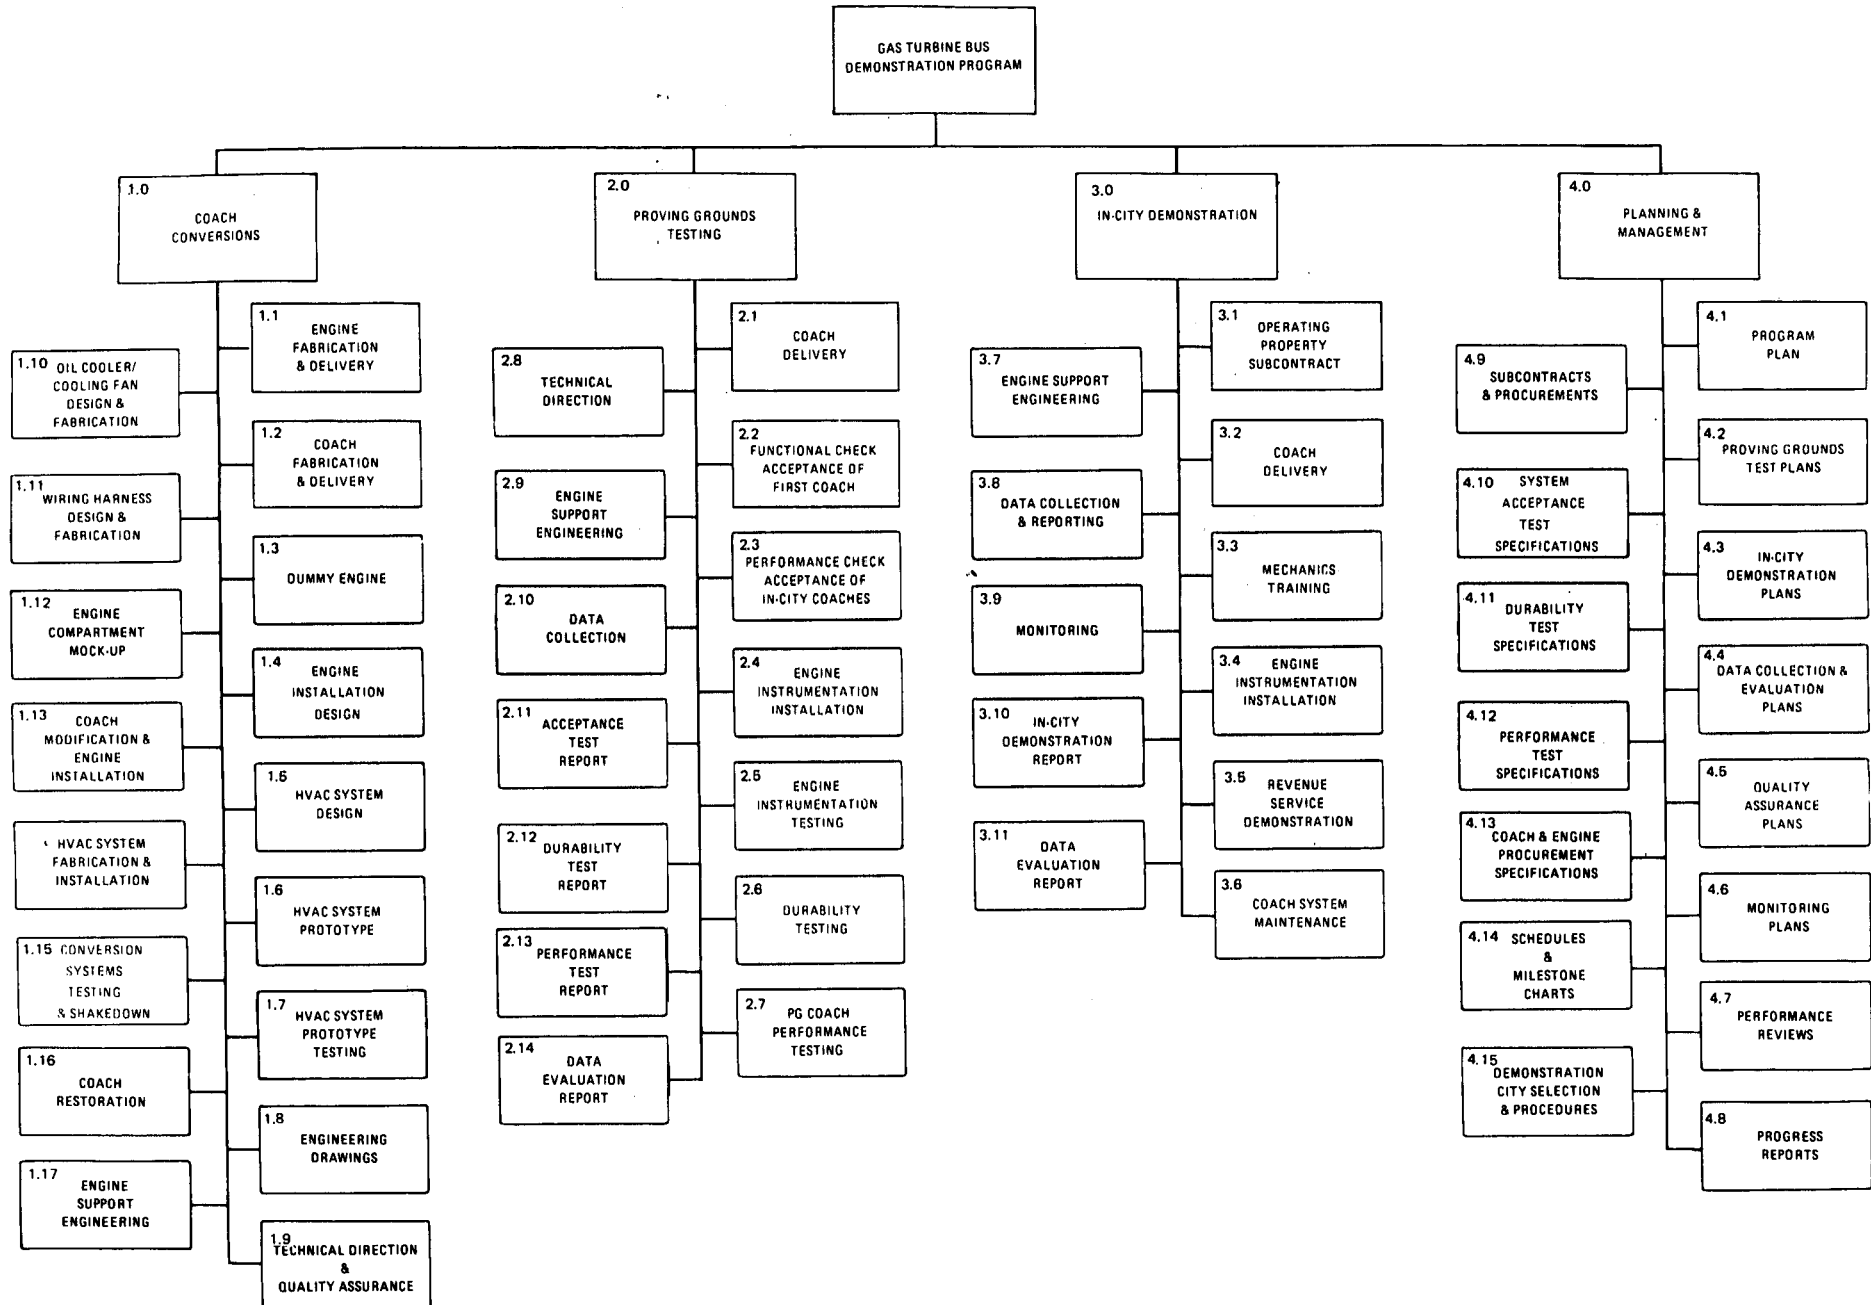 GAS TURBINE BUS
DEMONSTRATION PROGRAM
1.0
COACH
CONVERSIONS
1.1
ENGINE
FABRICATION
& DELIVERY
1.2
COACH
FABRICATION
& DELIVERY
1.3
DUMMY ENGINE
1.4
ENGINE
INSTALLATION
DESIGN
1.5
HVAC SYSTEM
DESIGN
1.6
HVAC SYSTEM
PROTOTYPE
1.7
HVAC SYSTEM
PROTOTYPE
TESTING
1.8
ENGINEERING
DRAWINGS
1.9
TECHNICAL DIRECTION
&
QUALITY ASSURANCE
1.10 OIL COOLER/
COOLING FAN
DESIGN &
FABRICATION
1.11
WIRING HARNESS
DESIGN &
FABRICATION
1.12
ENGINE
COMPARTMENT
MOCK-UP
1.13 COACH
MODIFICATION &
ENGINE
INSTALLATION
HVAC SYSTEM
FABRICATION &
INSTALLATION
1.15 CONVERSION
SYSTEMS
TESTING
& SHAKEDOWN
1.16
COACH
RESTORATION
1.17
ENGINE
SUPPORT
ENGINEERING
2.0
PROVING GROUNDS
TESTING
2.1
COACH
DELIVERY
2.2
FUNCTIONAL CHECK
ACCEPTANCE OF
FIRST COACH
2.3
PERFORMANCE CHECK
ACCEPTANCE OF
IN-CITY COACHES
2.4
ENGINE
INSTRUMENTATION
INSTALLATION
2.5
ENGINE
INSTRUMENTATION
TESTING
2.6
DURABILITY
TESTING
2.7
PG COACH
PERFORMANCE
TESTING
2.8
TECHNICAL
DIRECTION
2.9
ENGINE
SUPPORT
ENGINEERING
2.10
DATA
COLLECTION
2.11
ACCEPTANCE
TEST
REPORT
2.12
DURABILITY
TEST
REPORT
2.13
PERFORMANCE
TEST
REPORT
2.14
DATA
EVALUATION
REPORT
3.0
IN-CITY DEMONSTRATION
3.1
OPERATING
PROPERTY
SUBCONTRACT
3.2
COACH
DELIVERY
3.3
MECHANICS
TRAINING
3.4
ENGINE
INSTRUMENTATION
INSTALLATION
3.5
REVENUE
SERVICE
DEMONSTRATION
3.6
COACH SYSTEM
MAINTENANCE
3.7
ENGINE SUPPORT
ENGINEERING
3.8
DATA COLLECTION
& REPORTING
3.9
MONITORING
3.10
IN-CITY
DEMONSTRATION
REPORT
3.11
DATA
EVALUATION
REPORT
4.0
PLANNING &
MANAGEMENT
4.1
PROGRAM
PLAN
4.2
PROVING GROUNDS
TEST PLANS
4.3
IN-CITY
DEMONSTRATION
PLANS
4.4
DATA COLLECTION &
EVALUATION
PLANS
4.5
QUALITY
ASSURANCE
PLANS
4.6
MONITORING
PLANS
4.7
PERFORMANCE
REVIEWS
4.8
PROGRESS
REPORTS
4.9
SUBCONTRACTS
& PROCUREMENTS
4.10 SYSTEM
ACCEPTANCE
TEST
SPECIFICATIONS
4.11
DURABILITY
TEST
SPECIFICATIONS
4.12
PERFORMANCE
TEST
SPECIFICATIONS
4.13
COACH & ENGINE
PROCUREMENT
SPECIFICATIONS
4.14 SCHEDULES
&
MILESTONE
CHARTS
4.15
DEMONSTRATION
CITY SELECTION
& PROCEDURES